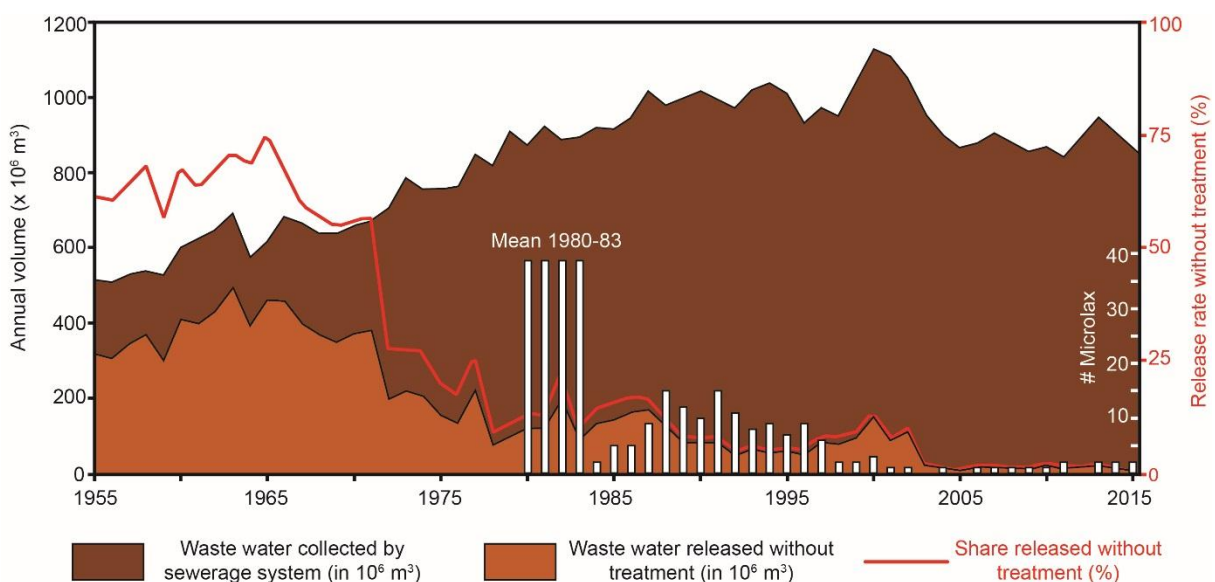 1200
1000
800
600
400
200
0
Annual volume (x 10⁶ m³)
100
75
50
25
0
Release rate without treatment (%)
Mean 1980-83
40
30
20
10
# Microlax
1955
1965
1975
1985
1995
2005
2015
Waste water collected by
sewerage system (in 10⁶ m³)
Waste water released without
treatment (in 10⁶ m³)
Share released without
treatment (%)